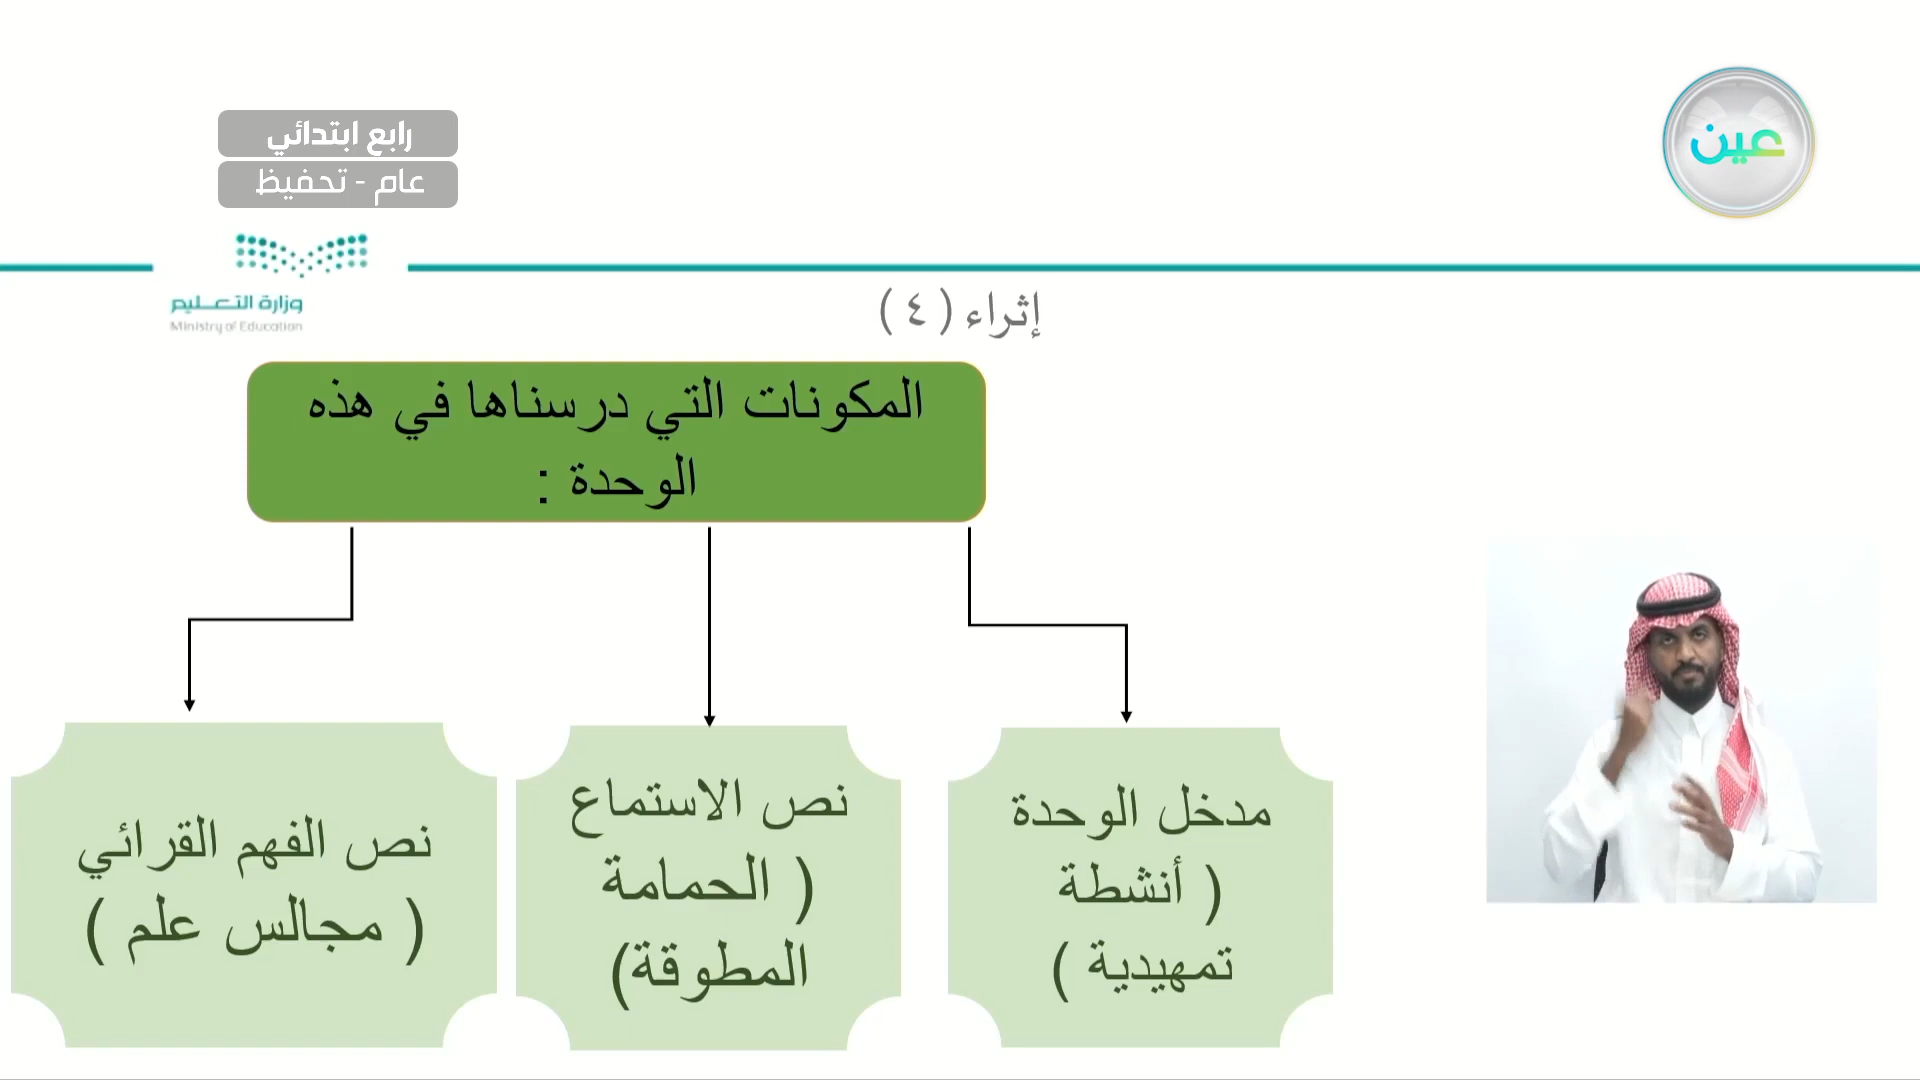 عين
رابع ابتدائي
عام - تحفيظ
وزارة التعليم
Ministry of Education
إثراء ( ٤ )
المكونات التي درسناها في هذه
الوحدة :
مدخل الوحدة
( أنشطة
تمهيدية )
نص الاستماع
( الحمامة
المطوقة)
نص الفهم القرائي
( مجالس علم )